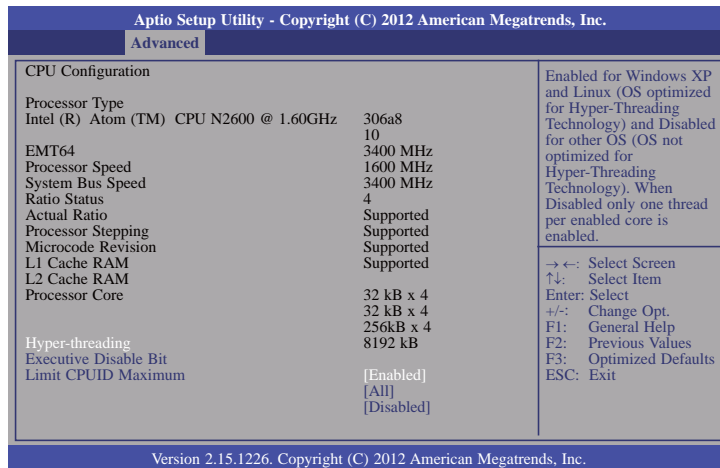 Aptio Setup Utility - Copyright (C) 2012 American Megatrends, Inc.
Advanced
CPU Configuration
Processor Type
Intel (R) Atom (TM) CPU N2600 @ 1.60GHz 306a8
10
EMT64 3400 MHz
Processor Speed 1600 MHz
System Bus Speed 3400 MHz
Ratio Status 4
Actual Ratio Supported
Processor Stepping Supported
Microcode Revision Supported
L1 Cache RAM Supported
L2 Cache RAM
Processor Core 32 kB x 4
32 kB x 4
256kB x 4
Hyper-threading 8192 kB
Executive Disable Bit
Limit CPUID Maximum [Enabled]
[All]
[Disabled]
Enabled for Windows XP
and Linux (OS optimized
for Hyper-Threading
Technology) and Disabled
for other OS (OS not
optimized for
Hyper-Threading
Technology). When
Disabled only one thread
per enabled core is
enabled.
→ ←: Select Screen
↑↓: Select Item
Enter: Select
+/-: Change Opt.
F1: General Help
F2: Previous Values
F3: Optimized Defaults
ESC: Exit
Version 2.15.1226. Copyright (C) 2012 American Megatrends, Inc.